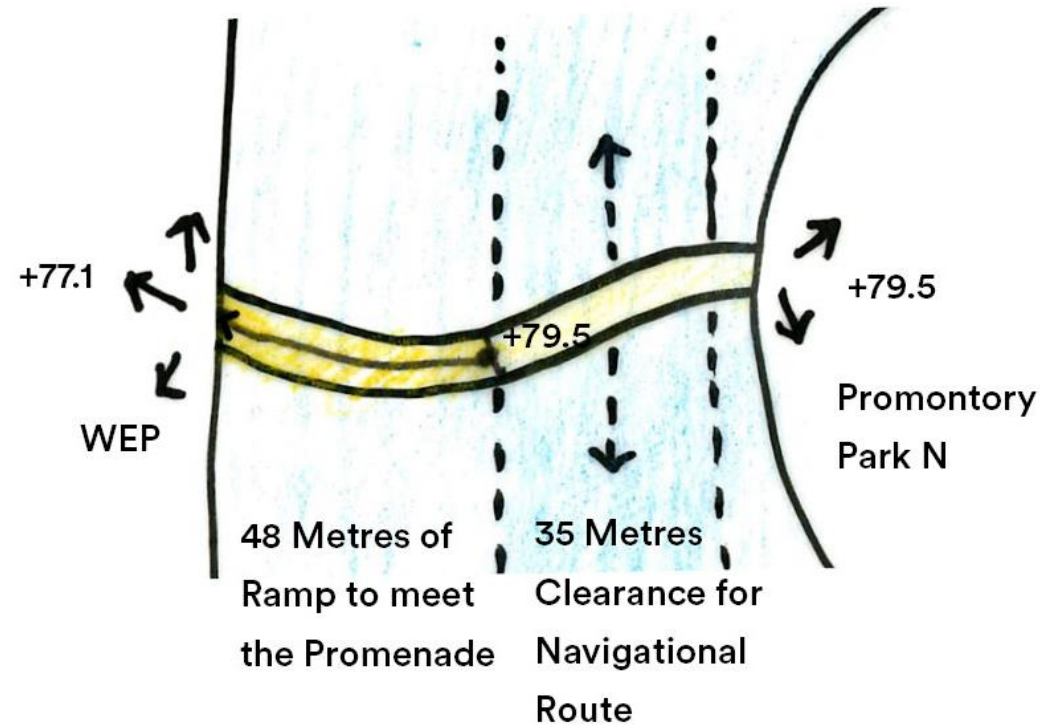 +77.1
+79.5
+79.5
WEP
Promontory
Park N
48 Metres of
Ramp to meet
the Promenade
35 Metres
Clearance for
Navigational
Route